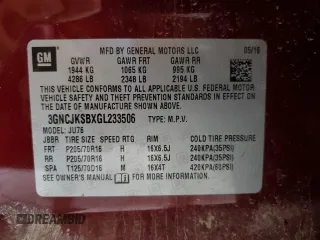 GM
MFD BY GENERAL MOTORS LLC 05/16
GVWR GAWR FRT GAWR RR
1944 KG 1065 KG 995 KG
4286 LB 2348 LB 2194 LB
THIS VEHICLE CONFORMS TO ALL APPLICABLE
U.S. FEDERAL MOTOR VEHICLE SAFETY, BUMPER,
AND THEFT PREVENTION STANDARDS IN EFFECT
ON THE DATE OF MANUFACTURE SHOWN ABOVE.
3GNCJKSBXGL233506 TYPE: M.P.V.
MODEL: JU76
JBBR TIRE SIZE SPEED RTG RIM COLD TIRE PRESSURE
FRT P205/70R16 H 16X6.5J 240KPA(35PSI)
RR P205/70R16 H 16X6.5J 240KPA(35PSI)
SPA T125/70D16 M 16X4T 420KPA(60PSI)
SEE OWNER'S MANUAL FOR MORE INFORMATION.
DREAMBID